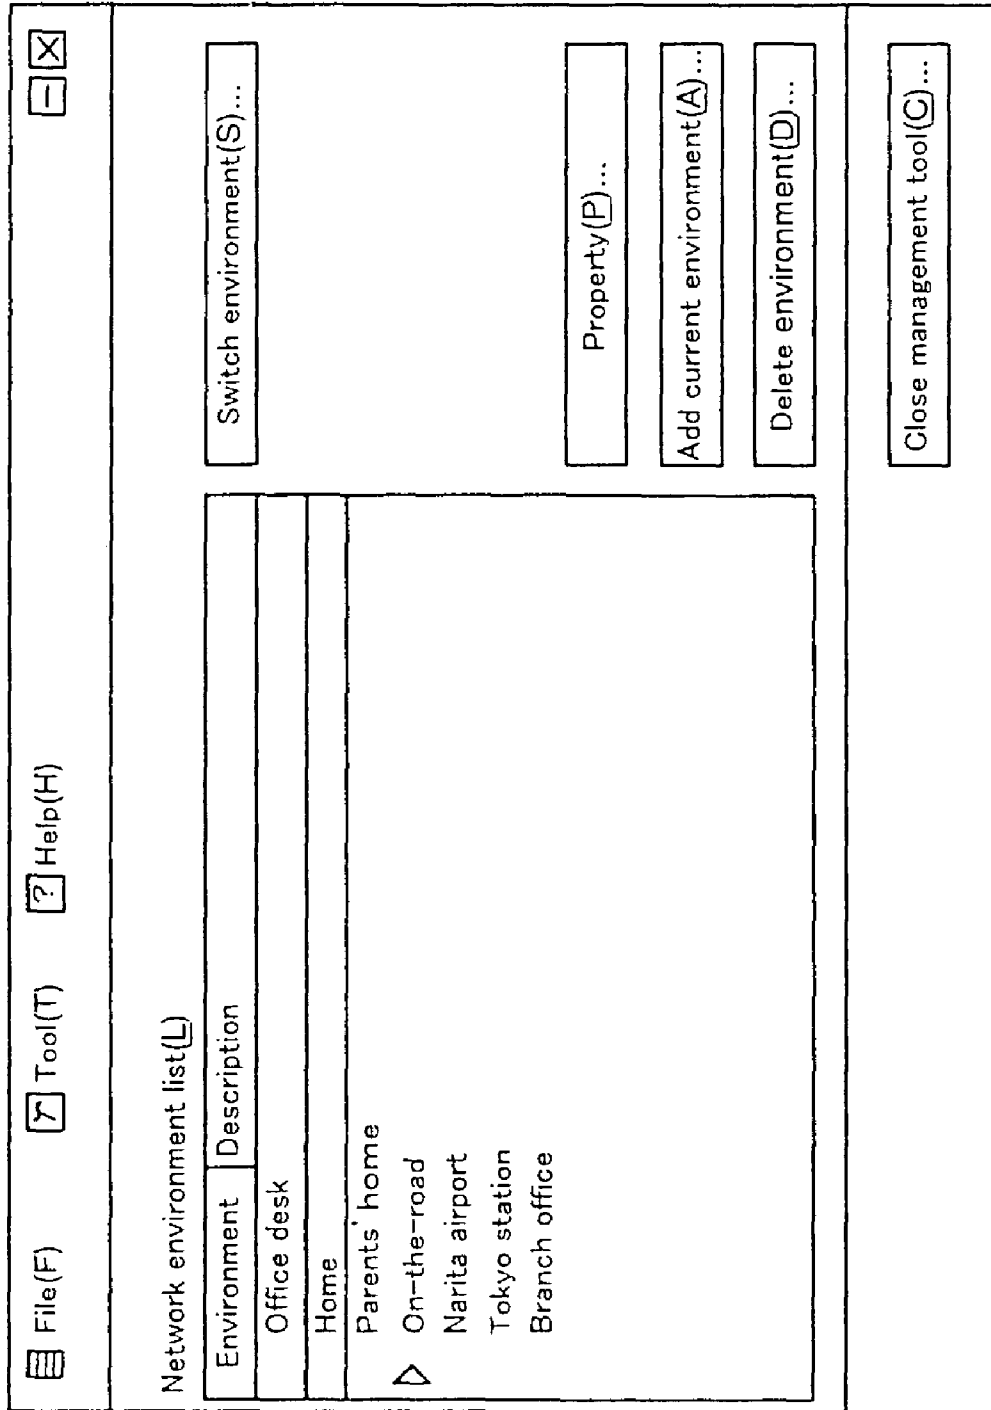 File(F) Tool(T) ? Help(H)
Network environment list(L)
Environment Description
Office desk
Home
Parents' home
On-the-road
Narita airport
Tokyo station
Branch office
Switch environment(S)...
Property(P)...
Add current environment(A)...
Delete environment(D)...
Close management tool(C)...